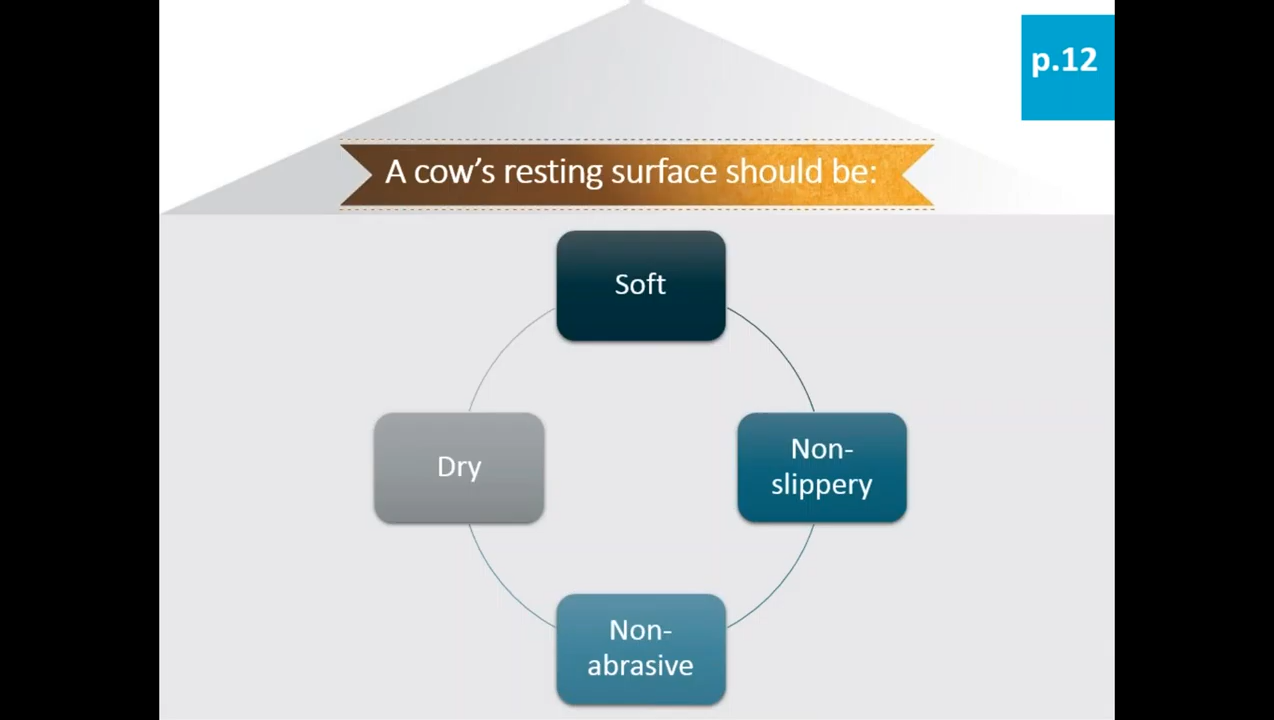 p.12
A cow’s resting surface should be:
Soft
Non-
slippery
Non-
abrasive
Dry